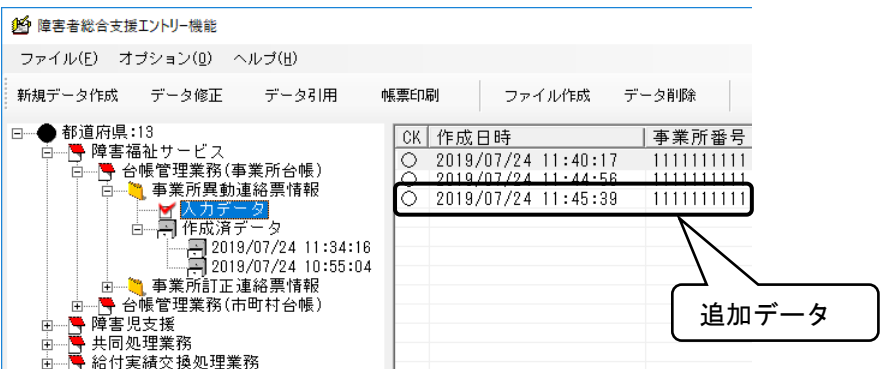 障害者総合支援エントリー機能
ファイル(F) オプション(O) ヘルプ(H)
新規データ作成 データ修正 データ引用 帳票印刷 ファイル作成 データ削除
都道府県:13
障害福祉サービス
台帳管理業務(事業所台帳)
事業所異動連絡票情報
入力データ
作成済データ
2019/07/24 11:34:16
2019/07/24 10:55:04
事業所訂正連絡票情報
台帳管理業務(市町村台帳)
障害児支援
共同処理業務
給付実績交換処理業務
CK 作成日時 事業所番号
○ 2019/07/24 11:40:17 1111111111
○ 2019/07/24 11:44:56 1111111111
○ 2019/07/24 11:45:39 1111111111
追加データ